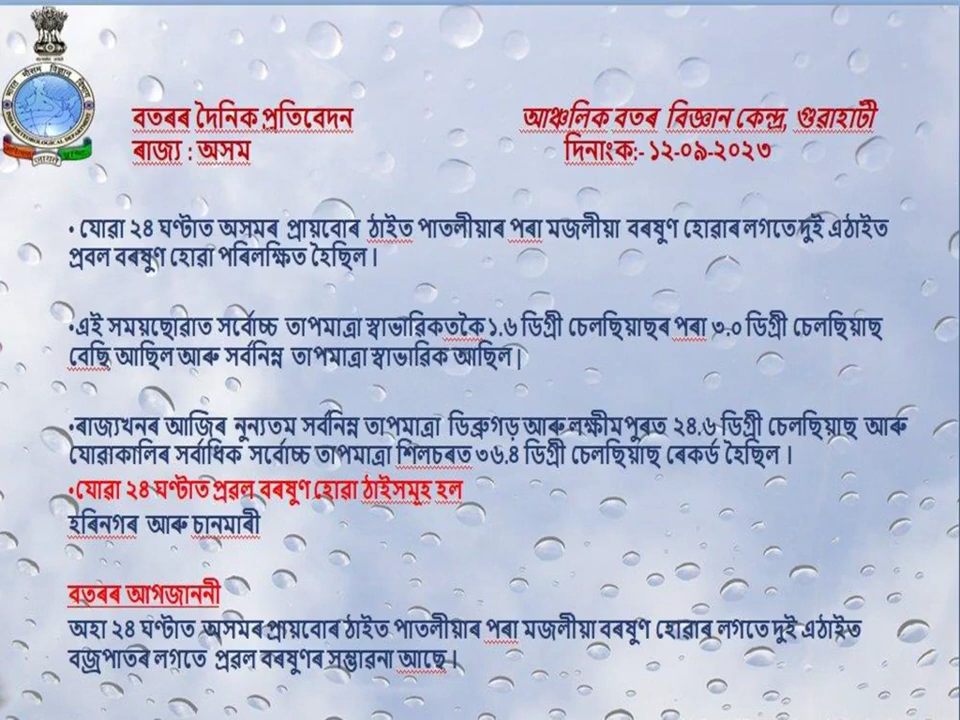 বতৰৰ দৈনিক প্ৰতিবেদন
ৰাজ্য : অসম
আঞ্চলিক বতৰ বিজ্ঞান কেন্দ্ৰ, গুৱাহাটী
দিনাংক:- ১২-০৯-২০২৩
• যোৱা ২৪ ঘণ্টাত অসমৰ প্ৰায়বোৰ ঠাইত পাতলীয়াৰ পৰা মজলীয়া বৰষুণ হোৱাৰ লগতে দুই এঠাইত
প্ৰবল বৰষুণ হোৱা পৰিলক্ষিত হৈছিল।
•এই সময়ছোৱাত সৰ্বোচ্চ তাপমাত্ৰা স্বাভাৱিকতকৈ ১.৬ ডিগ্ৰী চেলছিয়াছৰ পৰা ৩.০ ডিগ্ৰী চেলছিয়াছ
বেছি আছিল আৰু সৰ্বনিম্ন তাপমাত্ৰা স্বাভাৱিক আছিল|
•ৰাজ্যখনৰ আজিৰ নুন্যতম সৰ্বনিম্ন তাপমাত্ৰা ডিব্ৰুগড় আৰু লক্ষীমপুৰত ২৪.৬ ডিগ্ৰী চেলছিয়াছ আৰু
যোৱাকালিৰ সৰ্বাধিক সৰ্বোচ্চ তাপমাত্ৰা শিলচৰত ৩৬.৪ ডিগ্ৰী চেলছিয়াছ ৰেকৰ্ড হৈছিল ।
•যোৱা ২৪ ঘণ্টাত প্ৰৱল বৰষুণ হোৱা ঠাইসমূহ হল
হৰিনগৰ আৰু চানমাৰী
বতৰৰ আগজাননী
অহা ২৪ ঘণ্টাত অসমৰ প্ৰায়বোৰ ঠাইত পাতলীয়াৰ পৰা মজলীয়া বৰষুণ হোৱাৰ লগতে দুই এঠাইত
বজ্ৰপাতৰ লগতে প্ৰৱল বৰষুণৰ সম্ভাৱনা আছে।